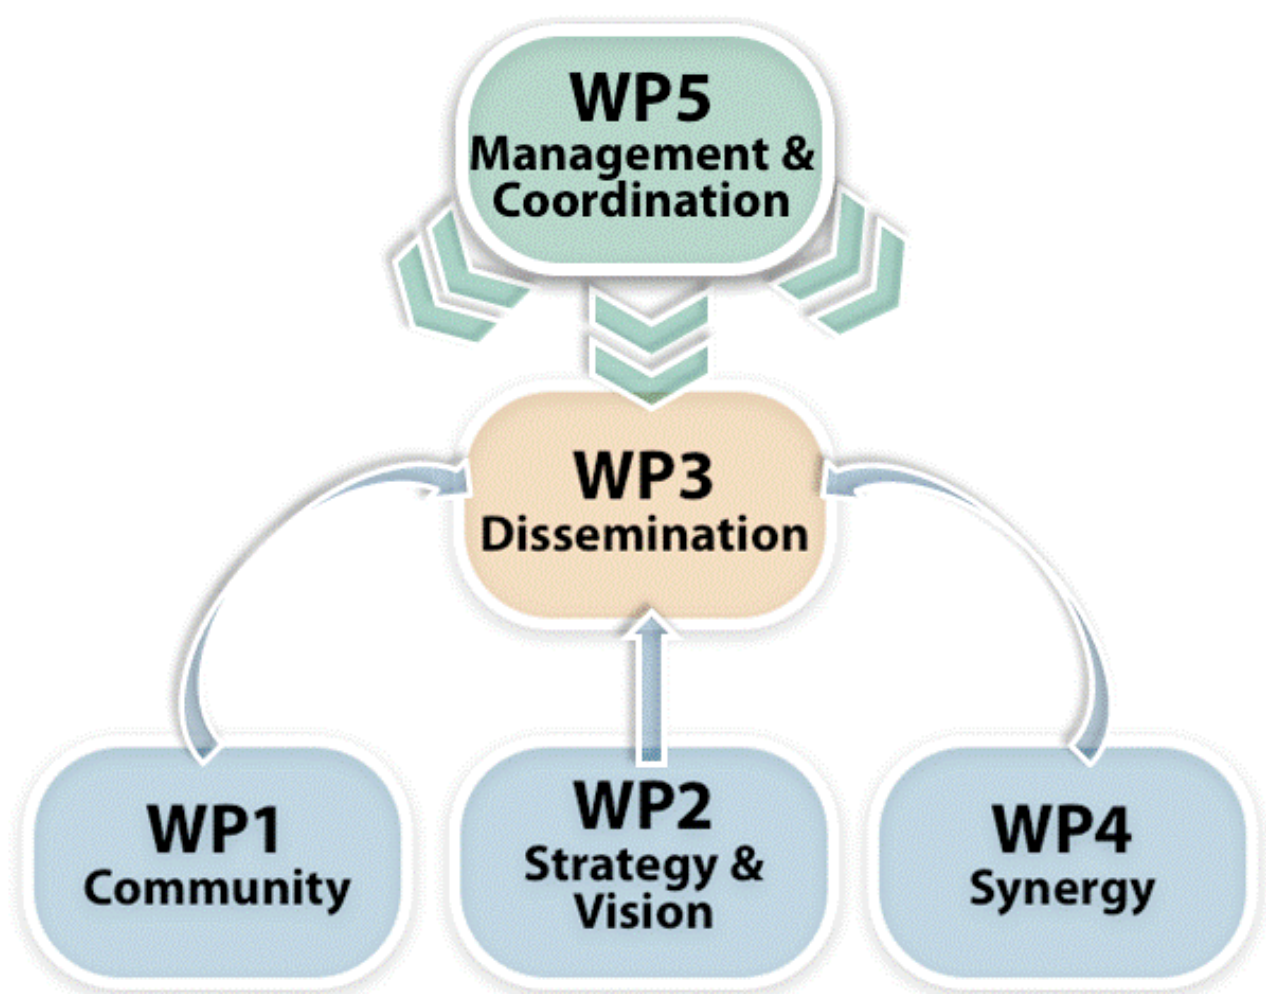 WP5
Management &
Coordination
WP3
Dissemination
WP1
Community
WP2
Strategy &
Vision
WP4
Synergy